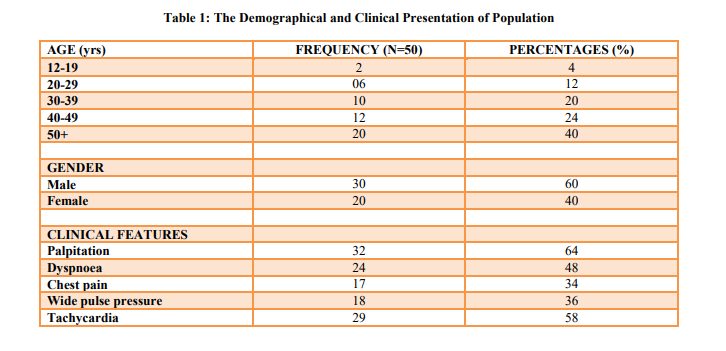 Table 1: The Demographical and Clinical Presentation of Population
AGE (yrs) FREQUENCY (N=50) PERCENTAGES (%)
12-19 2 4
20-29 06 12
30-39 10 20
40-49 12 24
50+ 20 40
GENDER
Male 30 60
Female 20 40
CLINICAL FEATURES
Palpitation 32 64
Dyspnoea 24 48
Chest pain 17 34
Wide pulse pressure 18 36
Tachycardia 29 58